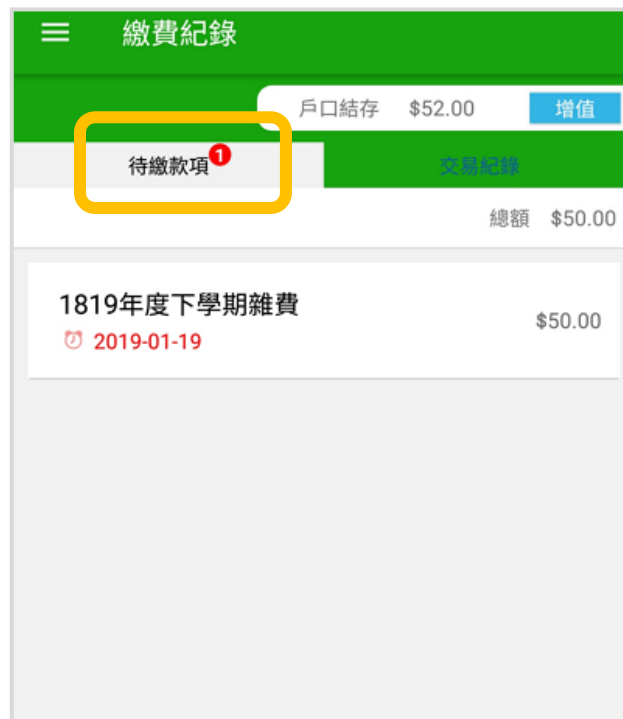 繳費紀錄
戶口結存 $52.00 增值
待繳款項 1 交易紀錄
總額 $50.00
1819年度下學期雜費 $50.00
2019-01-19